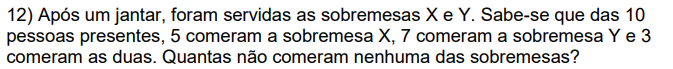 12) Após um jantar, foram servidas as sobremesas X e Y. Sabe-se que das 10
pessoas presentes, 5 comeram a sobremesa X, 7 comeram a sobremesa Y e 3
comeram as duas. Quantas não comeram nenhuma das sobremesas?